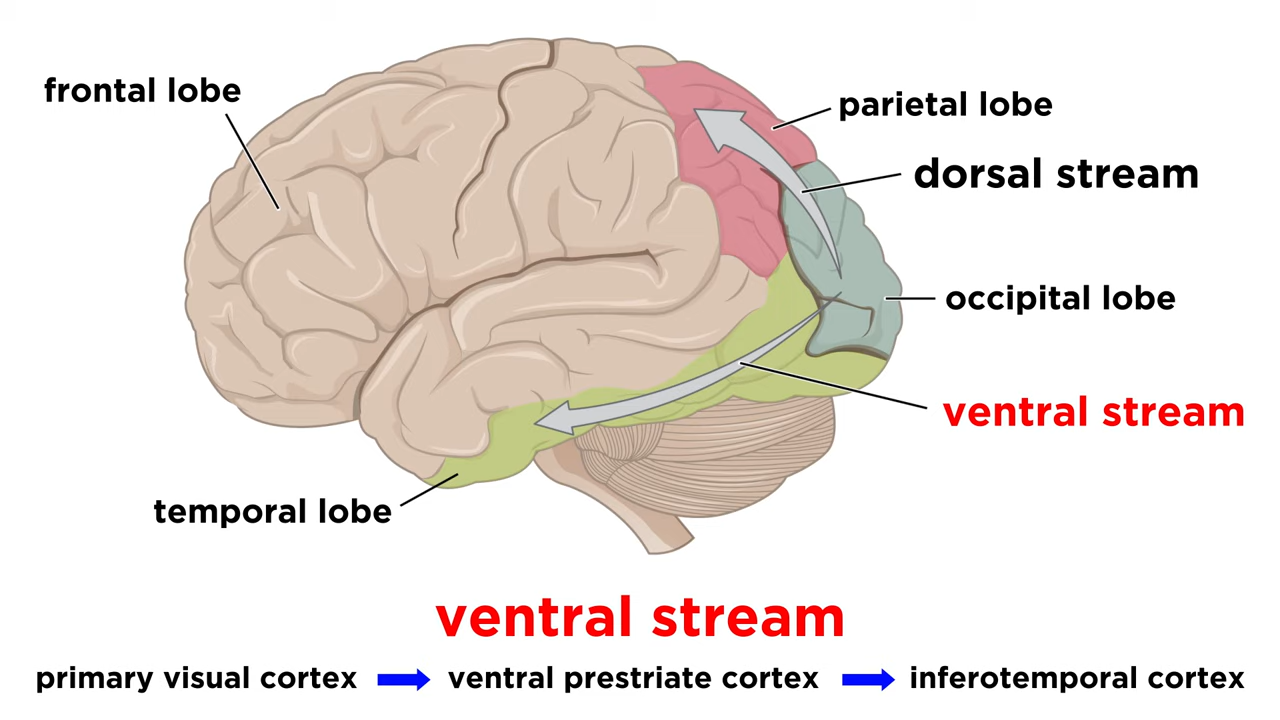 frontal lobe
parietal lobe
dorsal stream
occipital lobe
ventral stream
temporal lobe
ventral stream
primary visual cortex
ventral prestriate cortex
inferotemporal cortex